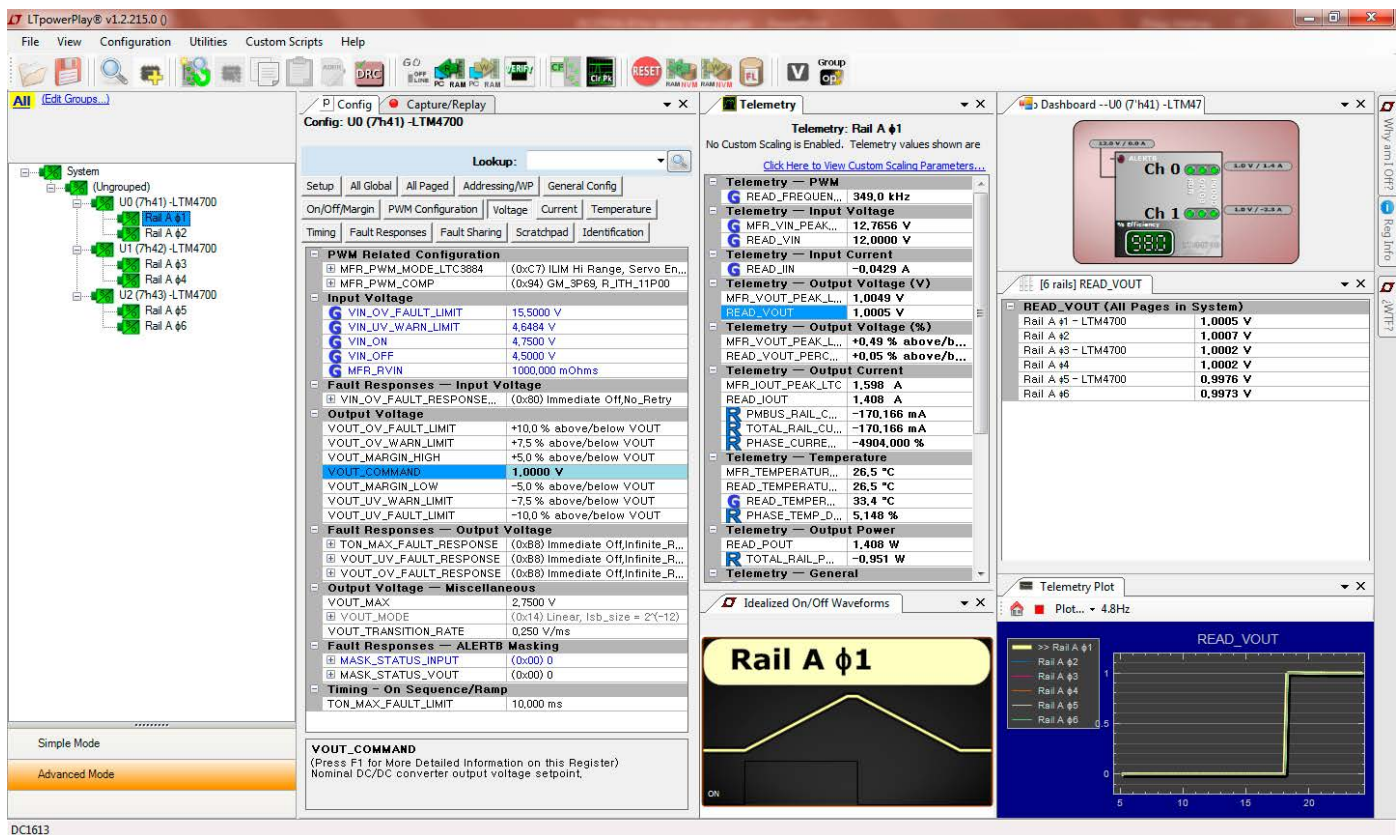 LTpowerPlay® v1.2.215.0 ()
File View Configuration Utilities Custom Scripts Help
All (Edit Groups...)
System
(Ungrouped)
U0 (7h41) -LTM4700
Rail A ϕ1
Rail A ϕ2
U1 (7h42) -LTM4700
Rail A ϕ3
Rail A ϕ4
U2 (7h43) -LTM4700
Rail A ϕ5
Rail A ϕ6
Simple Mode
Advanced Mode
DC1613
Config Capture/Replay
Config: U0 (7h41) -LTM4700
Lookup:
Setup All Global All Paged Addressing/WP General Config
On/Off/Margin PWM Configuration Voltage Current Temperature
Timing Fault Responses Fault Sharing Scratchpad Identification
PWM Related Configuration
MFR_PWM_MODE_LTC3884 (0xC7) ILIM Hi Range, Servo En...
MFR_PWM_COMP (0x94) GM_3P69, R_ITH_11P00
Input Voltage
G VIN_OV_FAULT_LIMIT 15,5000 V
G VIN_UV_WARN_LIMIT 4,6484 V
G VIN_ON 4,7500 V
G VIN_OFF 4,5000 V
G MFR_RVIN 1000,000 mOhms
Fault Responses — Input Voltage
VIN_OV_FAULT_RESPONSE... (0x80) Immediate Off,No_Retry
Output Voltage
VOUT_OV_FAULT_LIMIT +10,0 % above/below VOUT
VOUT_OV_WARN_LIMIT +7,5 % above/below VOUT
VOUT_MARGIN_HIGH +5,0 % above/below VOUT
VOUT_COMMAND 1,0000 V
VOUT_MARGIN_LOW -5,0 % above/below VOUT
VOUT_UV_WARN_LIMIT -7,5 % above/below VOUT
VOUT_UV_FAULT_LIMIT -10,0 % above/below VOUT
Fault Responses — Output Voltage
TON_MAX_FAULT_RESPONSE (0xB8) Immediate Off,Infinite_R...
VOUT_UV_FAULT_RESPONSE (0xB8) Immediate Off,Infinite_R...
VOUT_OV_FAULT_RESPONSE (0xB8) Immediate Off,Infinite_R...
Output Voltage — Miscellaneous
VOUT_MAX 2,7500 V
VOUT_MODE (0x14) Linear, lsb_size = 2^(-12)
VOUT_TRANSITION_RATE 0,250 V/ms
Fault Responses — ALERTB Masking
MASK_STATUS_INPUT (0x00) 0
MASK_STATUS_VOUT (0x00) 0
Timing - On Sequence/Ramp
TON_MAX_FAULT_LIMIT 10,000 ms
VOUT_COMMAND
(Press F1 for More Detailed Information on this Register)
Nominal DC/DC converter output voltage setpoint,
Telemetry
Telemetry: Rail A ϕ1
No Custom Scaling is Enabled. Telemetry values shown are
Click Here to View Custom Scaling Parameters...
Telemetry — PWM
G READ_FREQUEN... 349,0 kHz
Telemetry — Input Voltage
G MFR_VIN_PEAK... 12,7656 V
G READ_VIN 12,0000 V
Telemetry — Input Current
G READ_IIN -0,0429 A
Telemetry — Output Voltage (V)
MFR_VOUT_PEAK_L... 1,0049 V
READ_VOUT 1,0005 V
Telemetry — Output Voltage (%)
MFR_VOUT_PEAK_L... +0,49 % above/b...
READ_VOUT_PERC... +0,05 % above/b...
Telemetry — Output Current
MFR_IOUT_PEAK_LTC 1,598 A
READ_IOUT 1,408 A
R PMBUS_RAIL_C... -170,166 mA
R TOTAL_RAIL_CU... -170,166 mA
R PHASE_CURRE... -4904,000 %
Telemetry — Temperature
MFR_TEMPERATUR... 26,5 °C
READ_TEMPERATU... 26,5 °C
G READ_TEMPER... 33,4 °C
R PHASE_TEMP_D... 5,148 %
Telemetry — Output Power
READ_POUT 1,408 W
R TOTAL_RAIL_P... -0,951 W
Telemetry — General
Idealized On/Off Waveforms
Rail A ϕ1
ON
Dashboard --U0 (7'h41) -LTM47
ALERTB
Ch 0
1.0 V / 1.4 A
Ch 1
% Efficiency
[6 rails] READ_VOUT
READ_VOUT (All Pages in System)
Rail A ϕ1 - LTM4700 1,0005 V
Rail A ϕ2 1,0007 V
Rail A ϕ3 - LTM4700 1,0002 V
Rail A ϕ4 1,0002 V
Rail A ϕ5 - LTM4700 0,9976 V
Rail A ϕ6 0,9973 V
Telemetry Plot
Plot... 4.8Hz
READ_VOUT
>> Rail A ϕ1
Rail A ϕ2
Rail A ϕ3
Rail A ϕ4
Rail A ϕ5
Rail A ϕ6
1
0.5
0
5 10 15 20
Why am I Off?
Reg Info
¿WTF?